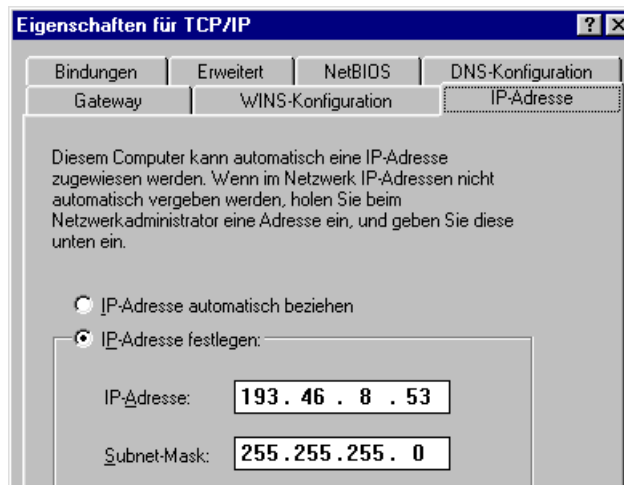 Eigenschaften für TCP/IP
Bindungen Erweitert NetBIOS DNS-Konfiguration
Gateway WINS-Konfiguration IP-Adresse
Diesem Computer kann automatisch eine IP-Adresse
zugewiesen werden. Wenn im Netzwerk IP-Adressen nicht
automatisch vergeben werden, holen Sie beim
Netzwerkadministrator eine Adresse ein, und geben Sie diese
unten ein.
IP-Adresse automatisch beziehen
IP-Adresse festlegen:
IP-Adresse: 193. 46 . 8 . 53
Subnet-Mask: 255.255.255. 0